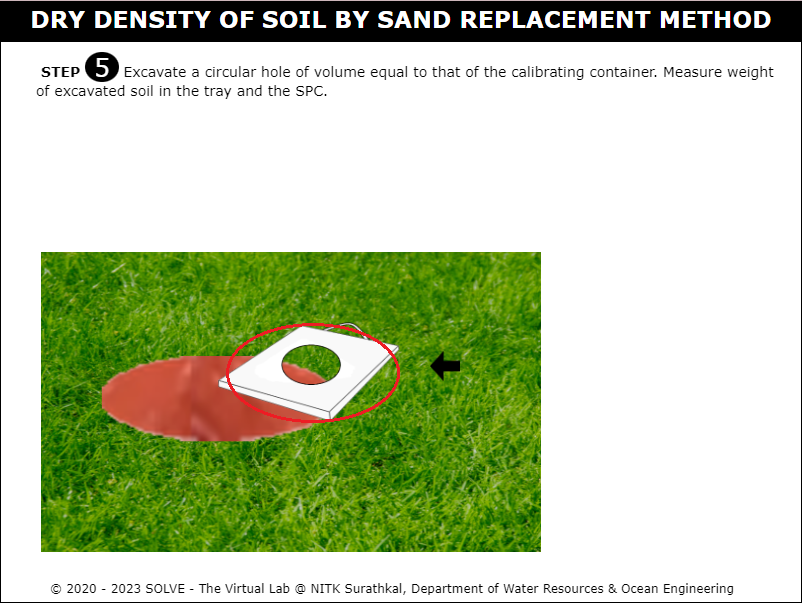 DRY DENSITY OF SOIL BY SAND REPLACEMENT METHOD
STEP 5 Excavate a circular hole of volume equal to that of the calibrating container. Measure weight
of excavated soil in the tray and the SPC.
© 2020 - 2023 SOLVE - The Virtual Lab @ NITK Surathkal, Department of Water Resources & Ocean Engineering